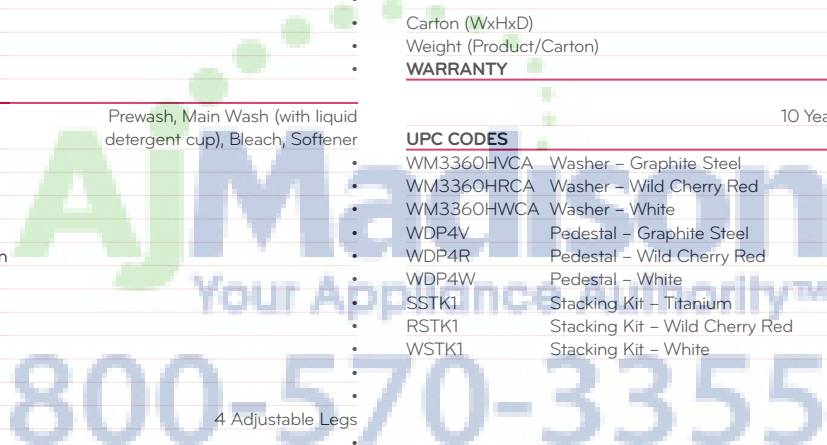 Prewash, Main Wash (with liquid
detergent cup), Bleach, Softener
4 Adjustable Legs
Carton (WxHxD)
Weight (Product/Carton)
WARRANTY
10 Yea
UPC CODES
WM3360HVCA Washer – Graphite Steel
WM3360HRCA Washer – Wild Cherry Red
WM3360HWCA Washer – White
WDP4V Pedestal – Graphite Steel
WDP4R Pedestal – Wild Cherry Red
WDP4W Pedestal – White
SSTK1 Stacking Kit – Titanium
RSTK1 Stacking Kit – Wild Cherry Red
WSTK1 Stacking Kit – White
AjMadison
Your Appliance Authority™
800-570-3355